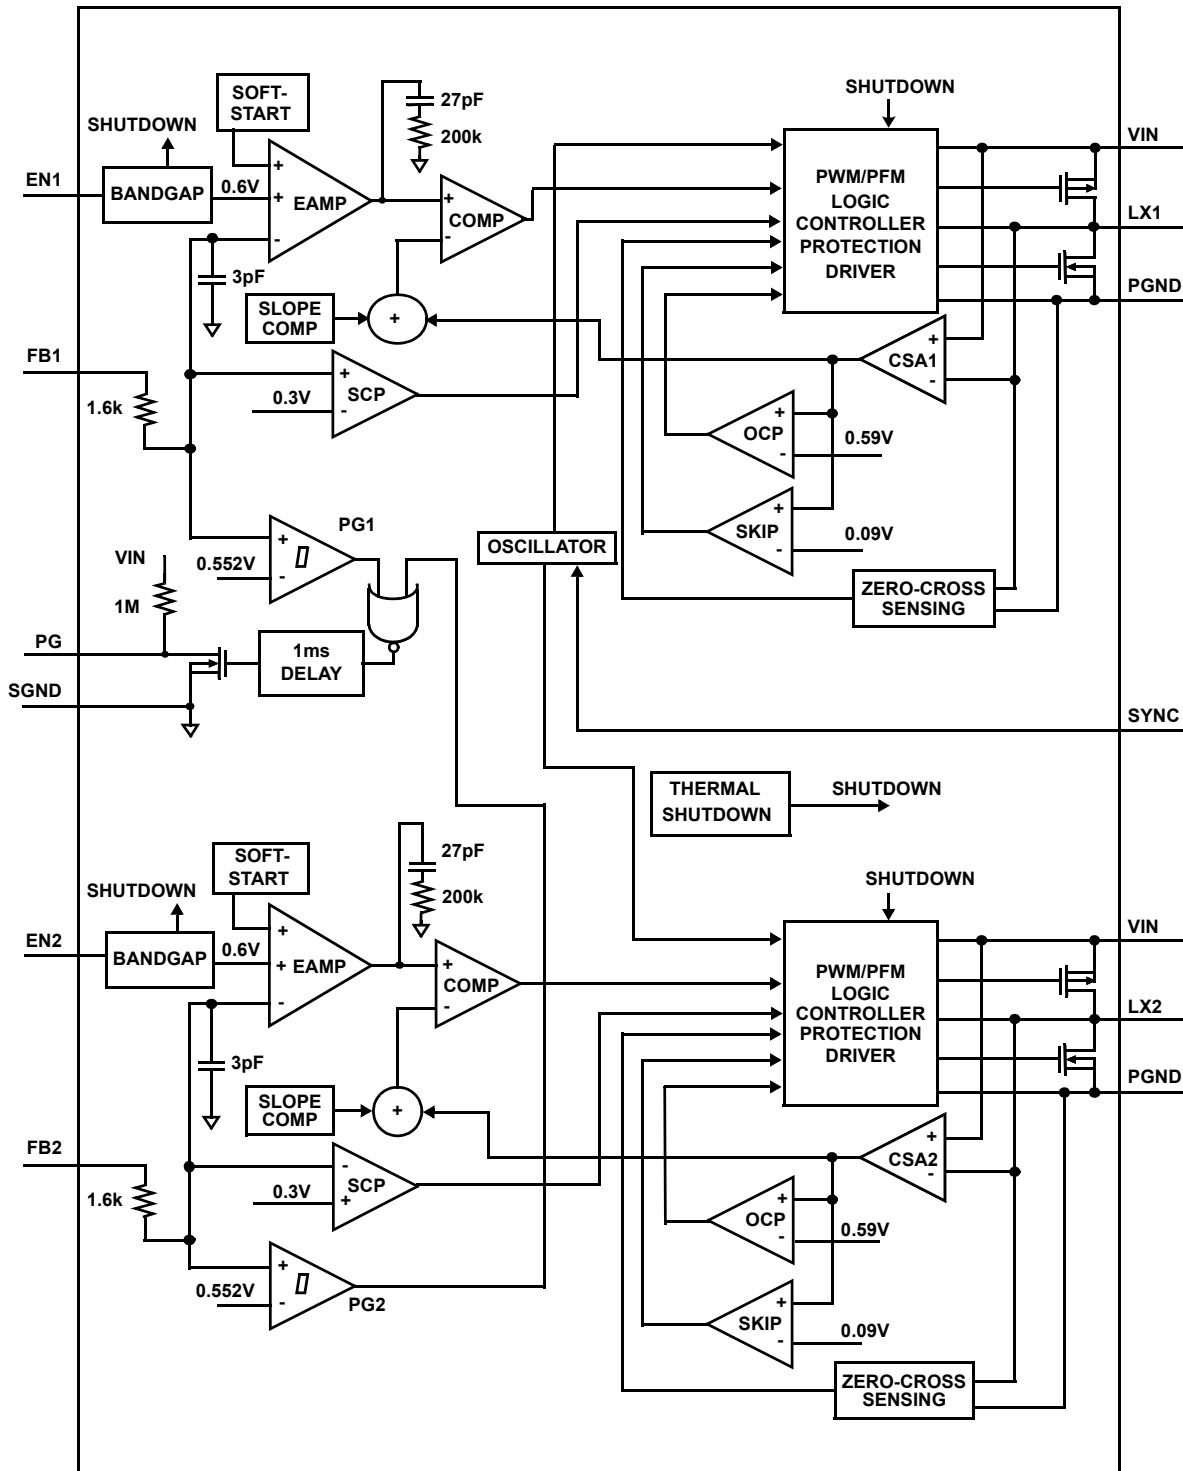 SOFT-
START
27pF
200k
SHUTDOWN
SHUTDOWN
VIN
EN1
BANDGAP
0.6V
+
+
-
EAMP
+
-
COMP
PWM/PFM
LOGIC
CONTROLLER
PROTECTION
DRIVER
LX1
3pF
SLOPE
COMP
+
PGND
FB1
1.6k
+
-
SCP
0.3V
+
-
CSA1
+
-
OCP
0.59V
+
-
SKIP
0.09V
PG1
+
-
0.552V
OSCILLATOR
VIN
1M
ZERO-CROSS
SENSING
PG
1ms
DELAY
SGND
SYNC
THERMAL
SHUTDOWN
SHUTDOWN
SOFT-
START
27pF
200k
SHUTDOWN
SHUTDOWN
VIN
EN2
BANDGAP
0.6V
+
+
-
EAMP
+
-
COMP
PWM/PFM
LOGIC
CONTROLLER
PROTECTION
DRIVER
LX2
3pF
SLOPE
COMP
+
PGND
FB2
1.6k
-
+
SCP
0.3V
+
-
CSA2
+
-
OCP
0.59V
+
-
0.552V
PG2
+
-
SKIP
0.09V
ZERO-CROSS
SENSING